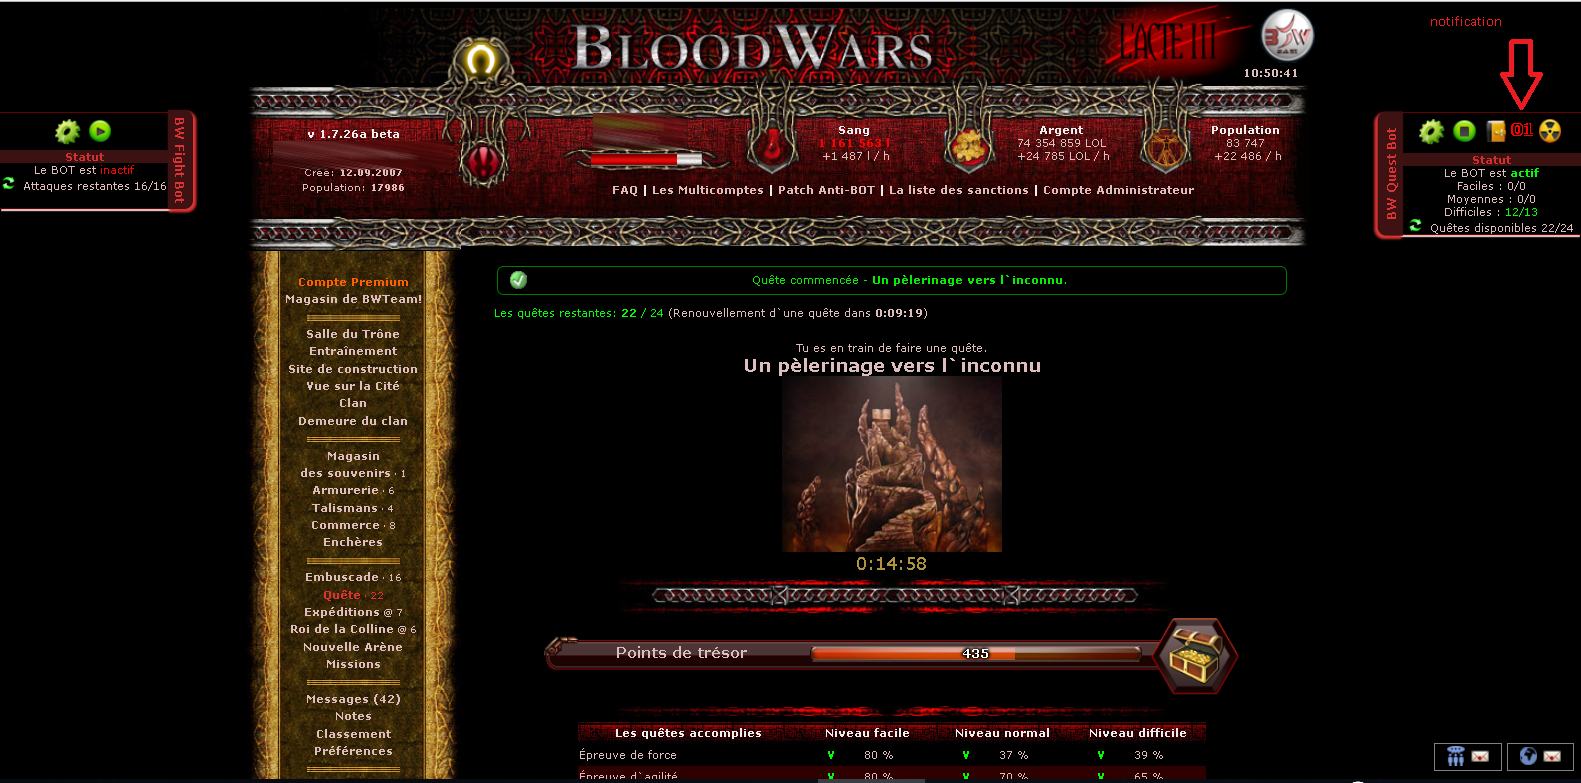 BLOODWARS
L'ACTE III
notification
10:50:41
BW Fight Bot
Statut
Le BOT est inactif
Attaques restantes 16/16
v 1.7.26a beta
Créé: 12.09.2007
Population: 17986
Sang
1 161 563 l
+1 487 l / h
Argent
74 354 859 LOL
+24 785 LOL / h
Population
83 747
+22 486 / h
FAQ | Les Multicomptes | Patch Anti-BOT | La liste des sanctions | Compte Administrateur
BW Quest Bot
(0)
Statut
Le BOT est actif
Faciles : 0/0
Moyennes : 0/0
Difficiles : 12/13
Quêtes disponibles 22/24
Compte Premium
Magasin de BWTeam!
Salle du Trône
Entraînement
Site de construction
Vue sur la Cité
Clan
Demeure du clan
Magasin
des souvenirs · 1
Armurerie · 6
Talismans · 4
Commerce · 8
Enchères
Embuscade · 16
Quête · 22
Expéditions @ 7
Roi de la Colline @ 6
Nouvelle Arène
Missions
Messages (42)
Notes
Classement
Préférences
Quête commencée - Un pèlerinage vers l`inconnu.
Les quêtes restantes: 22 / 24 (Renouvellement d`une quête dans 0:09:19)
Tu es en train de faire une quête.
Un pèlerinage vers l`inconnu
0:14:58
Points de trésor 435
Les quêtes accomplies Niveau facile Niveau normal Niveau difficile
Épreuve de force V 80 % V 37 % V 39 %
Épreuve d`agilité V 80 % V 70 % V 65 %